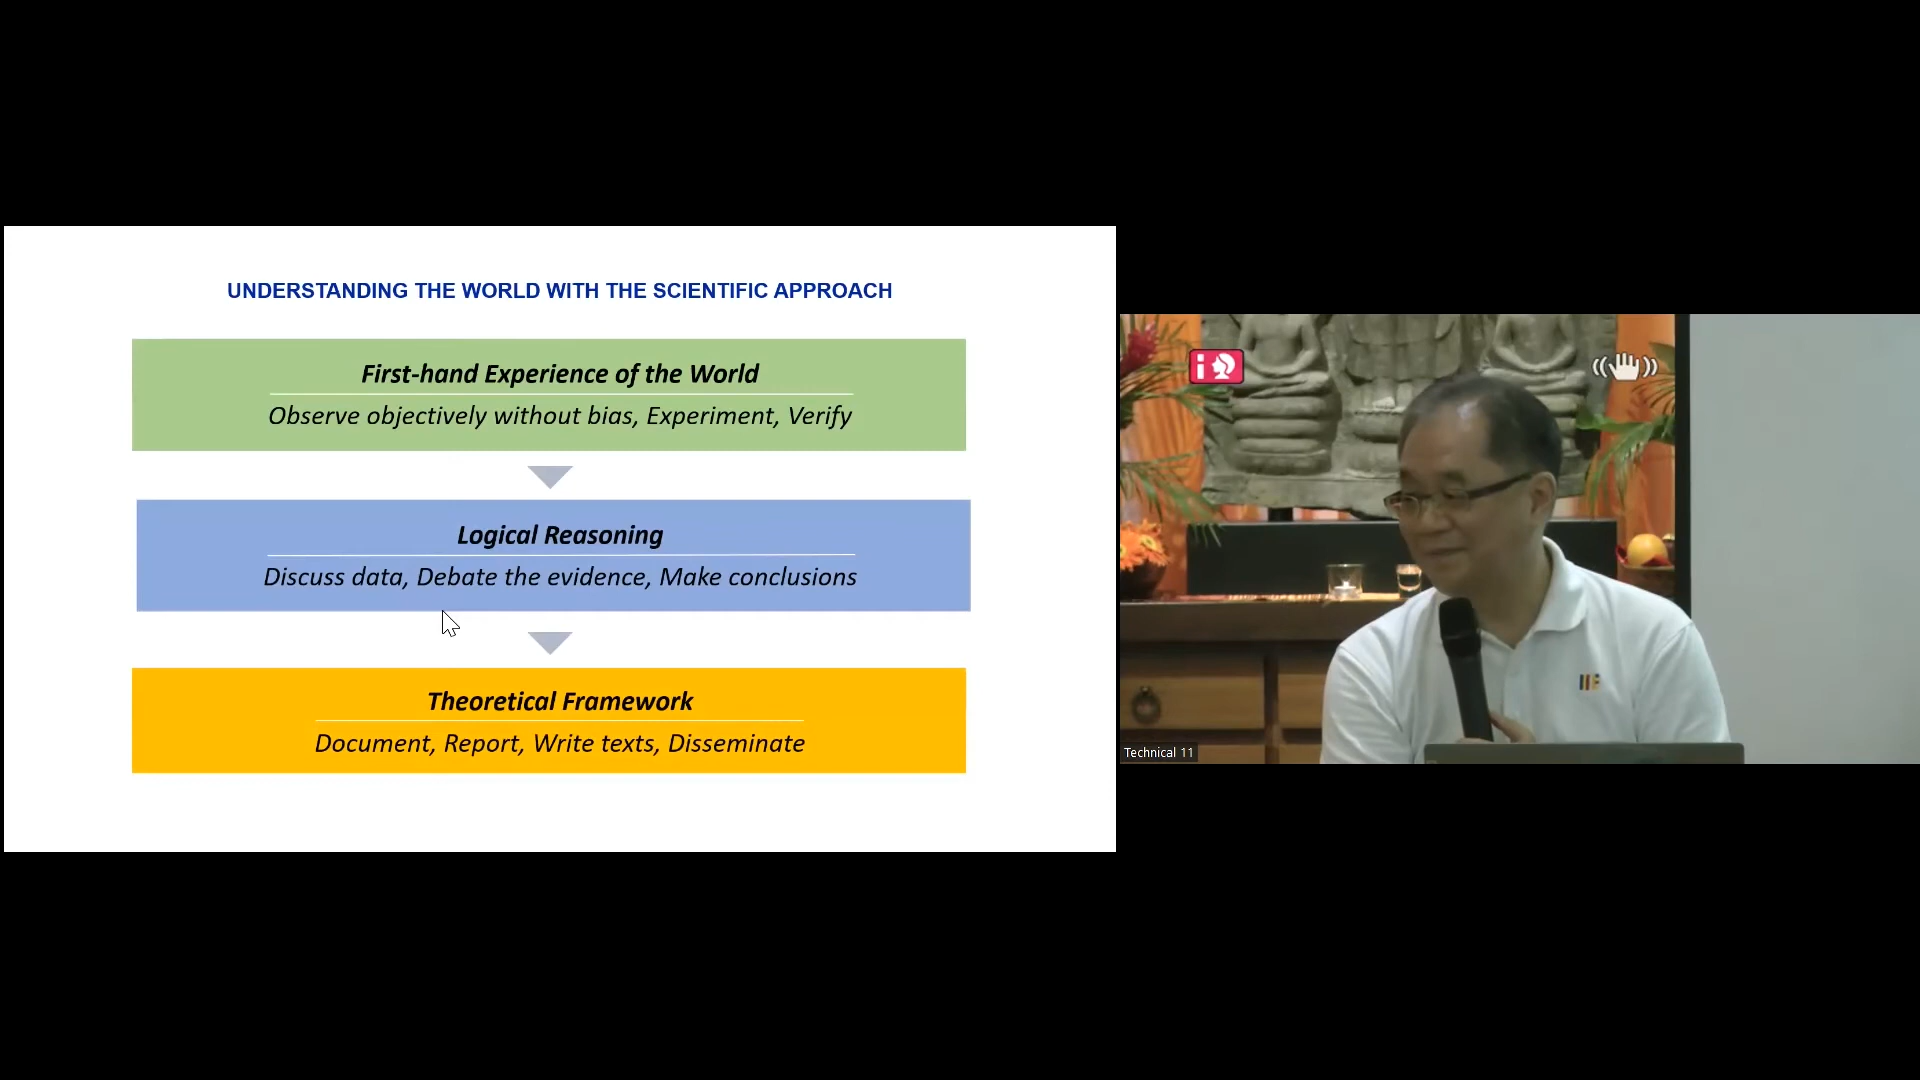 UNDERSTANDING THE WORLD WITH THE SCIENTIFIC APPROACH
First-hand Experience of the World
Observe objectively without bias, Experiment, Verify
Logical Reasoning
Discuss data, Debate the evidence, Make conclusions
Theoretical Framework
Document, Report, Write texts, Disseminate
i
Technical 11